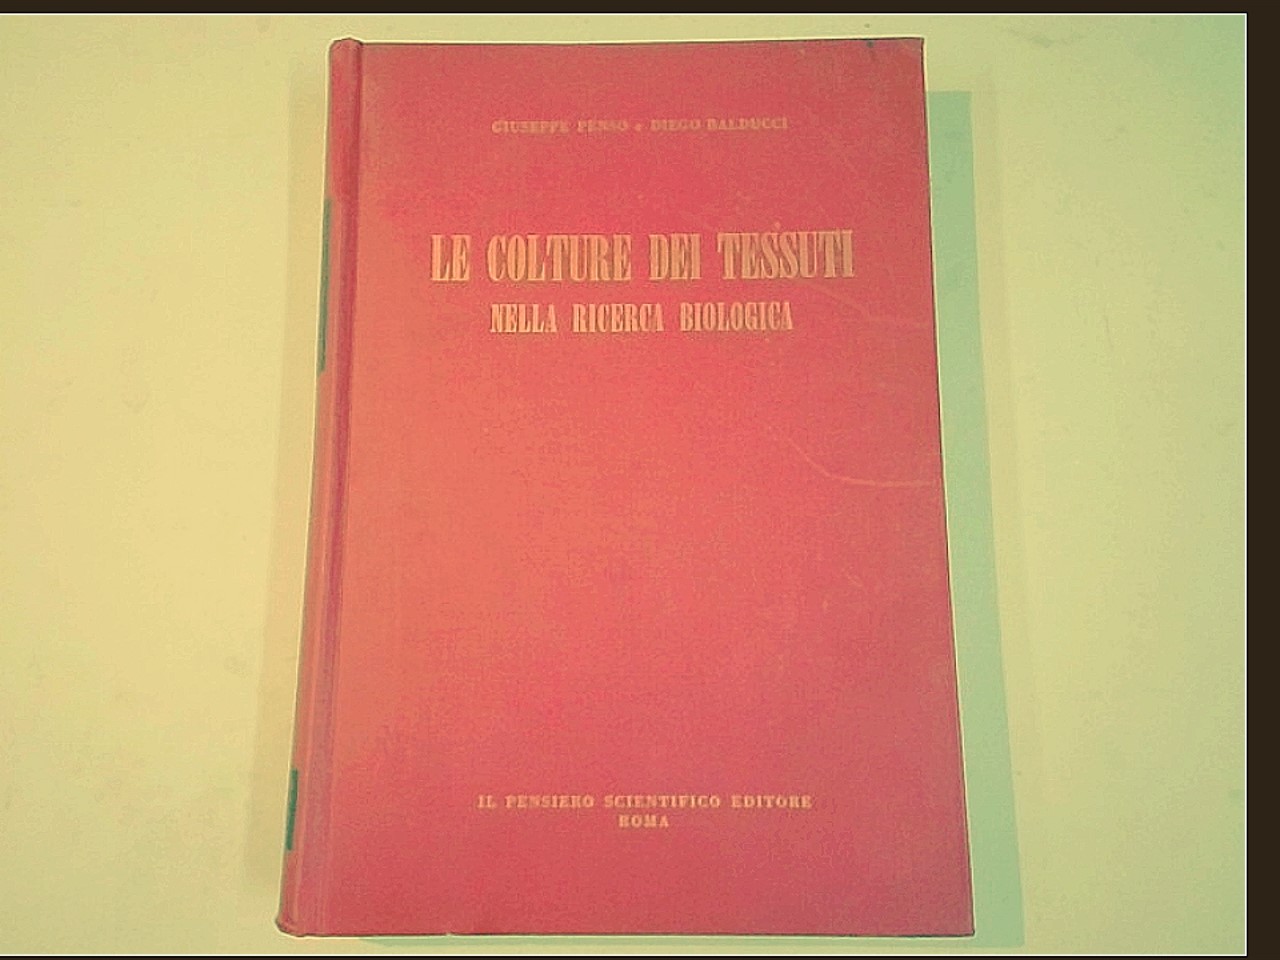 GIUSEPPE PENSO e DIEGO BALDUCCI
LE COLTURE DEI TESSUTI
NELLA RICERCA BIOLOGICA
IL PENSIERO SCIENTIFICO EDITORE
ROMA